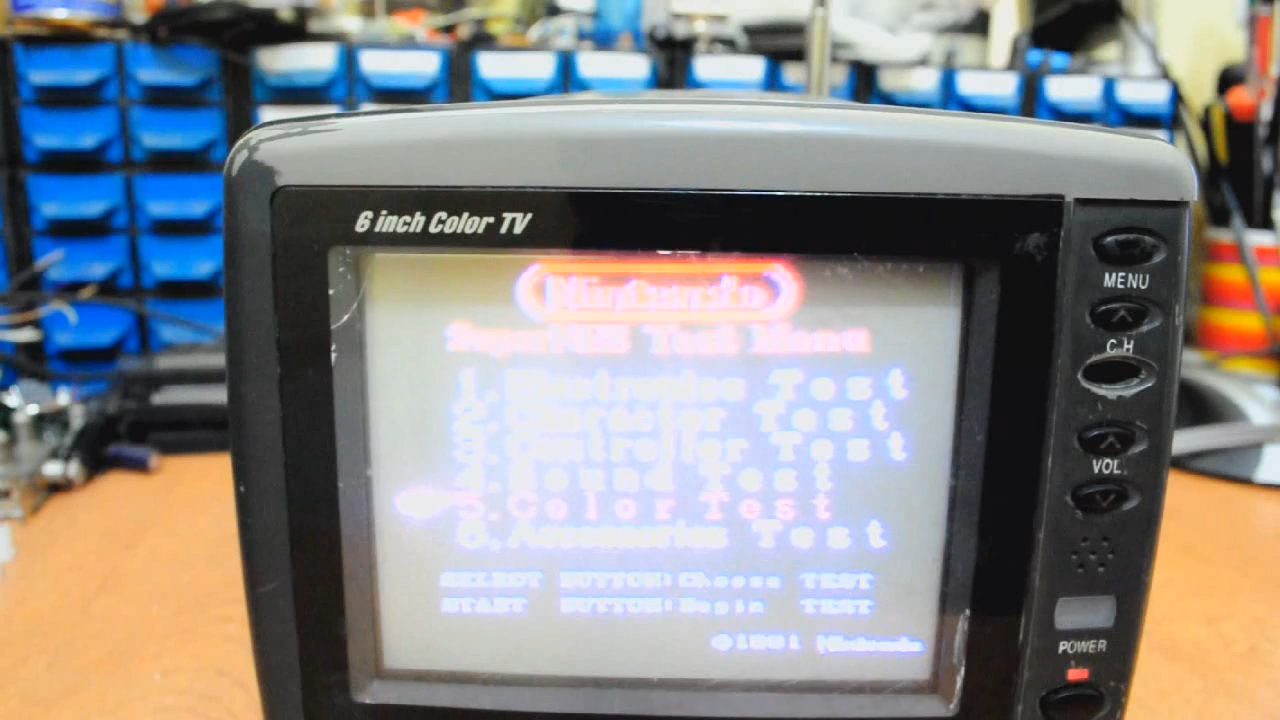 6 inch Color TV
Nintendo
SuperNES Test Menu
1.Electronics Test
2.Character Test
3.Controller Test
4.Sound Test
5.Color Test
6.Accessories Test
SELECT BUTTON:Choose TEST
START BUTTON:Begin TEST
©1991 Nintendo
MENU
CH
VOL
POWER